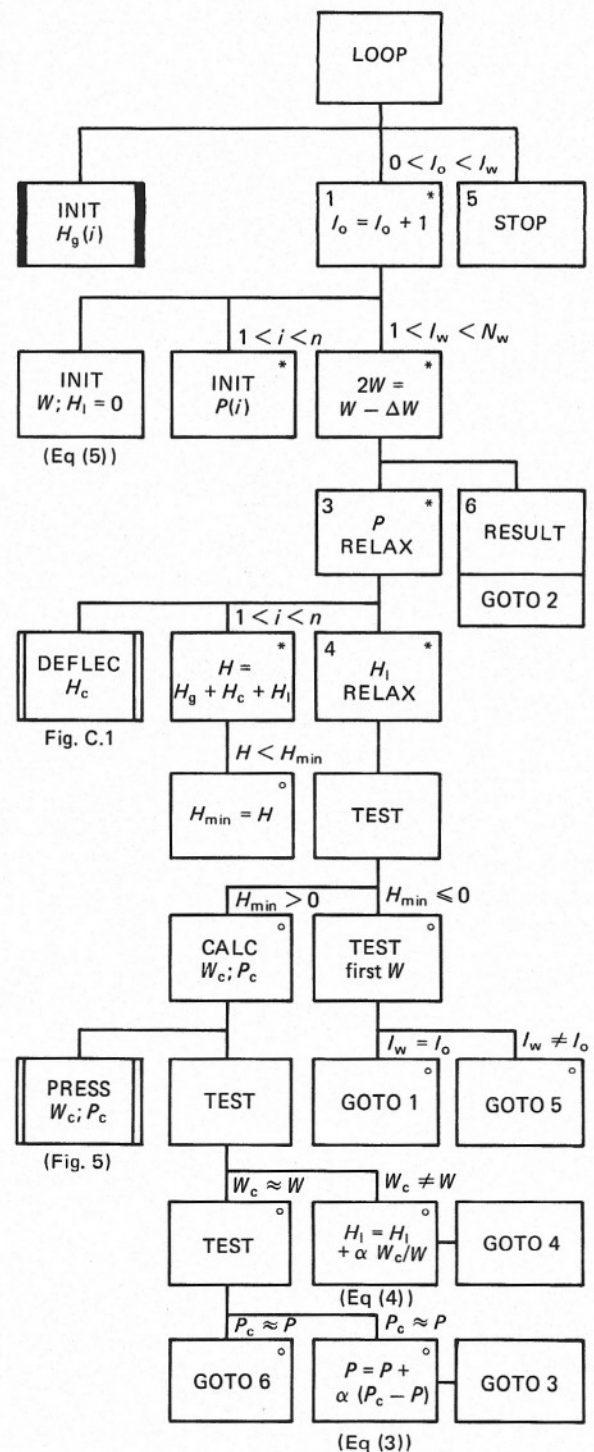 LOOP
0 < I_o < I_w
INIT
H_g(i)
1 *
I_o = I_o + 1
5
STOP
1 < i < n
1 < I_w < N_w
INIT
W; H_l = 0
(Eq (5))
*
INIT
P(i)
*
2W =
W − ΔW
3 *
P
RELAX
6
RESULT
GOTO 2
1 < i < n
DEFLEC
H_c
Fig. C.1
*
H =
H_g + H_c + H_l
4 *
H_l
RELAX
H < H_min
o
H_min = H
TEST
H_min > 0
H_min ⩽ 0
o
CALC
W_c; P_c
o
TEST
first W
I_w = I_o
I_w ≠ I_o
PRESS
W_c; P_c
(Fig. 5)
TEST
o
GOTO 1
o
GOTO 5
W_c ≈ W
W_c ≠ W
o
TEST
o
H_l = H_l
+ α W_c/W
(Eq (4))
GOTO 4
P_c ≈ P
P_c ≈ P
o
GOTO 6
o
P = P +
α (P_c − P)
(Eq (3))
GOTO 3